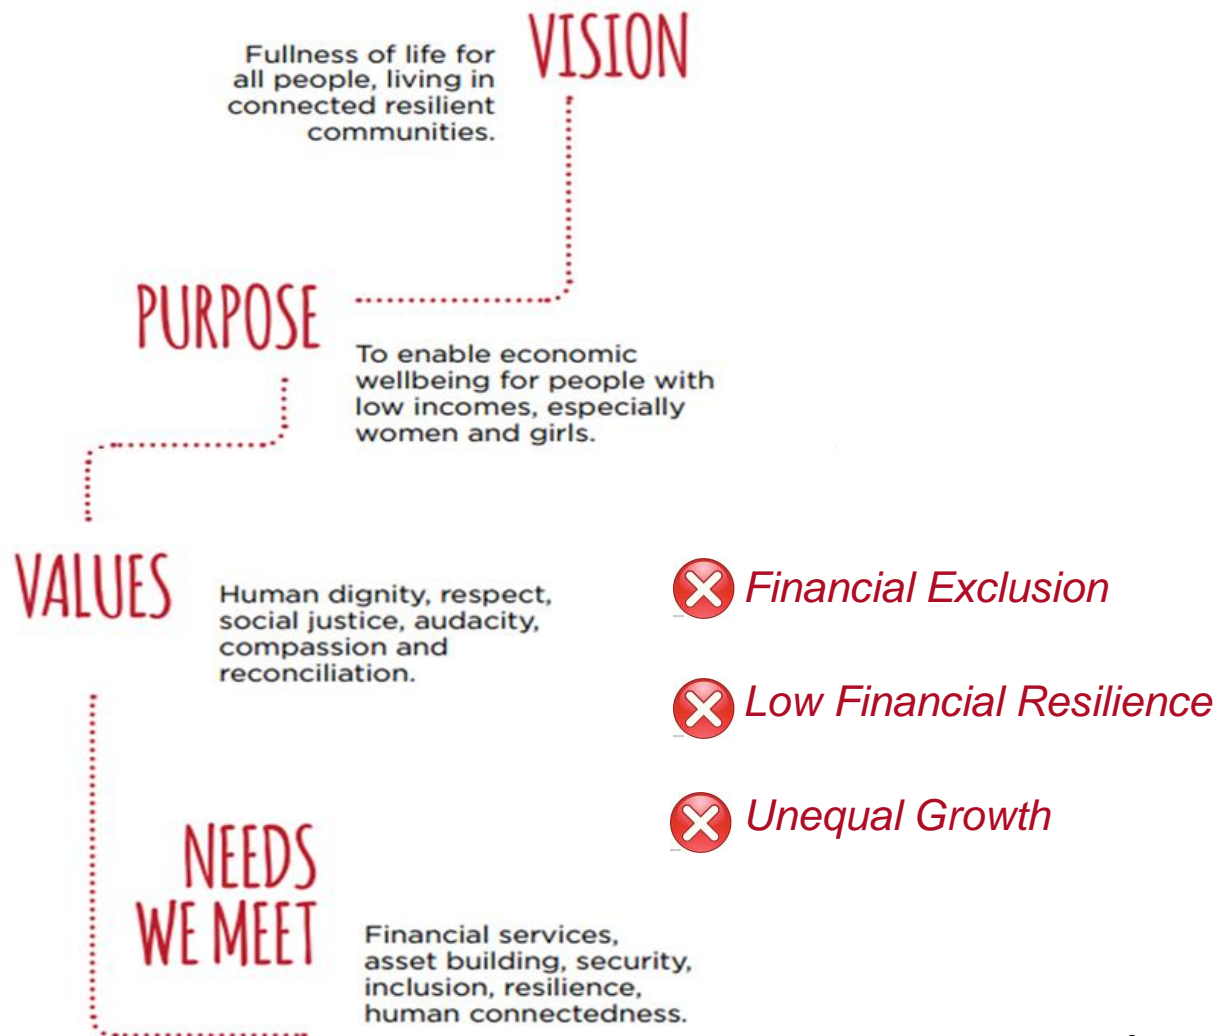 VISION
Fullness of life for
all people, living in
connected resilient
communities.
PURPOSE
To enable economic
wellbeing for people with
low incomes, especially
women and girls.
VALUES
Human dignity, respect,
social justice, audacity,
compassion and
reconciliation.
Financial Exclusion
Low Financial Resilience
Unequal Growth
NEEDS
WE MEET
Financial services,
asset building, security,
inclusion, resilience,
human connectedness.